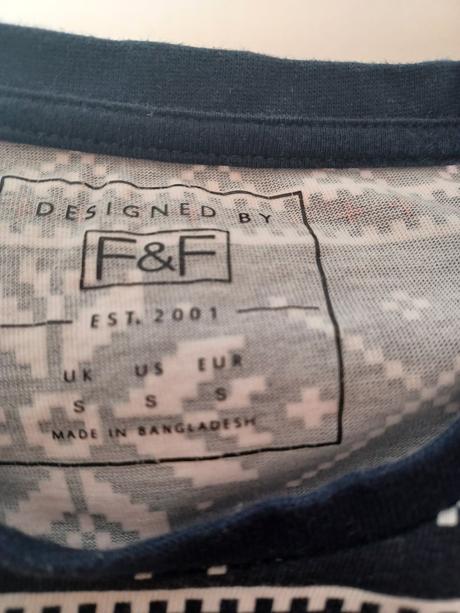 DESIGNED BY
F&F
EST. 2001
UK US EUR
S S S
MADE IN BANGLADESH